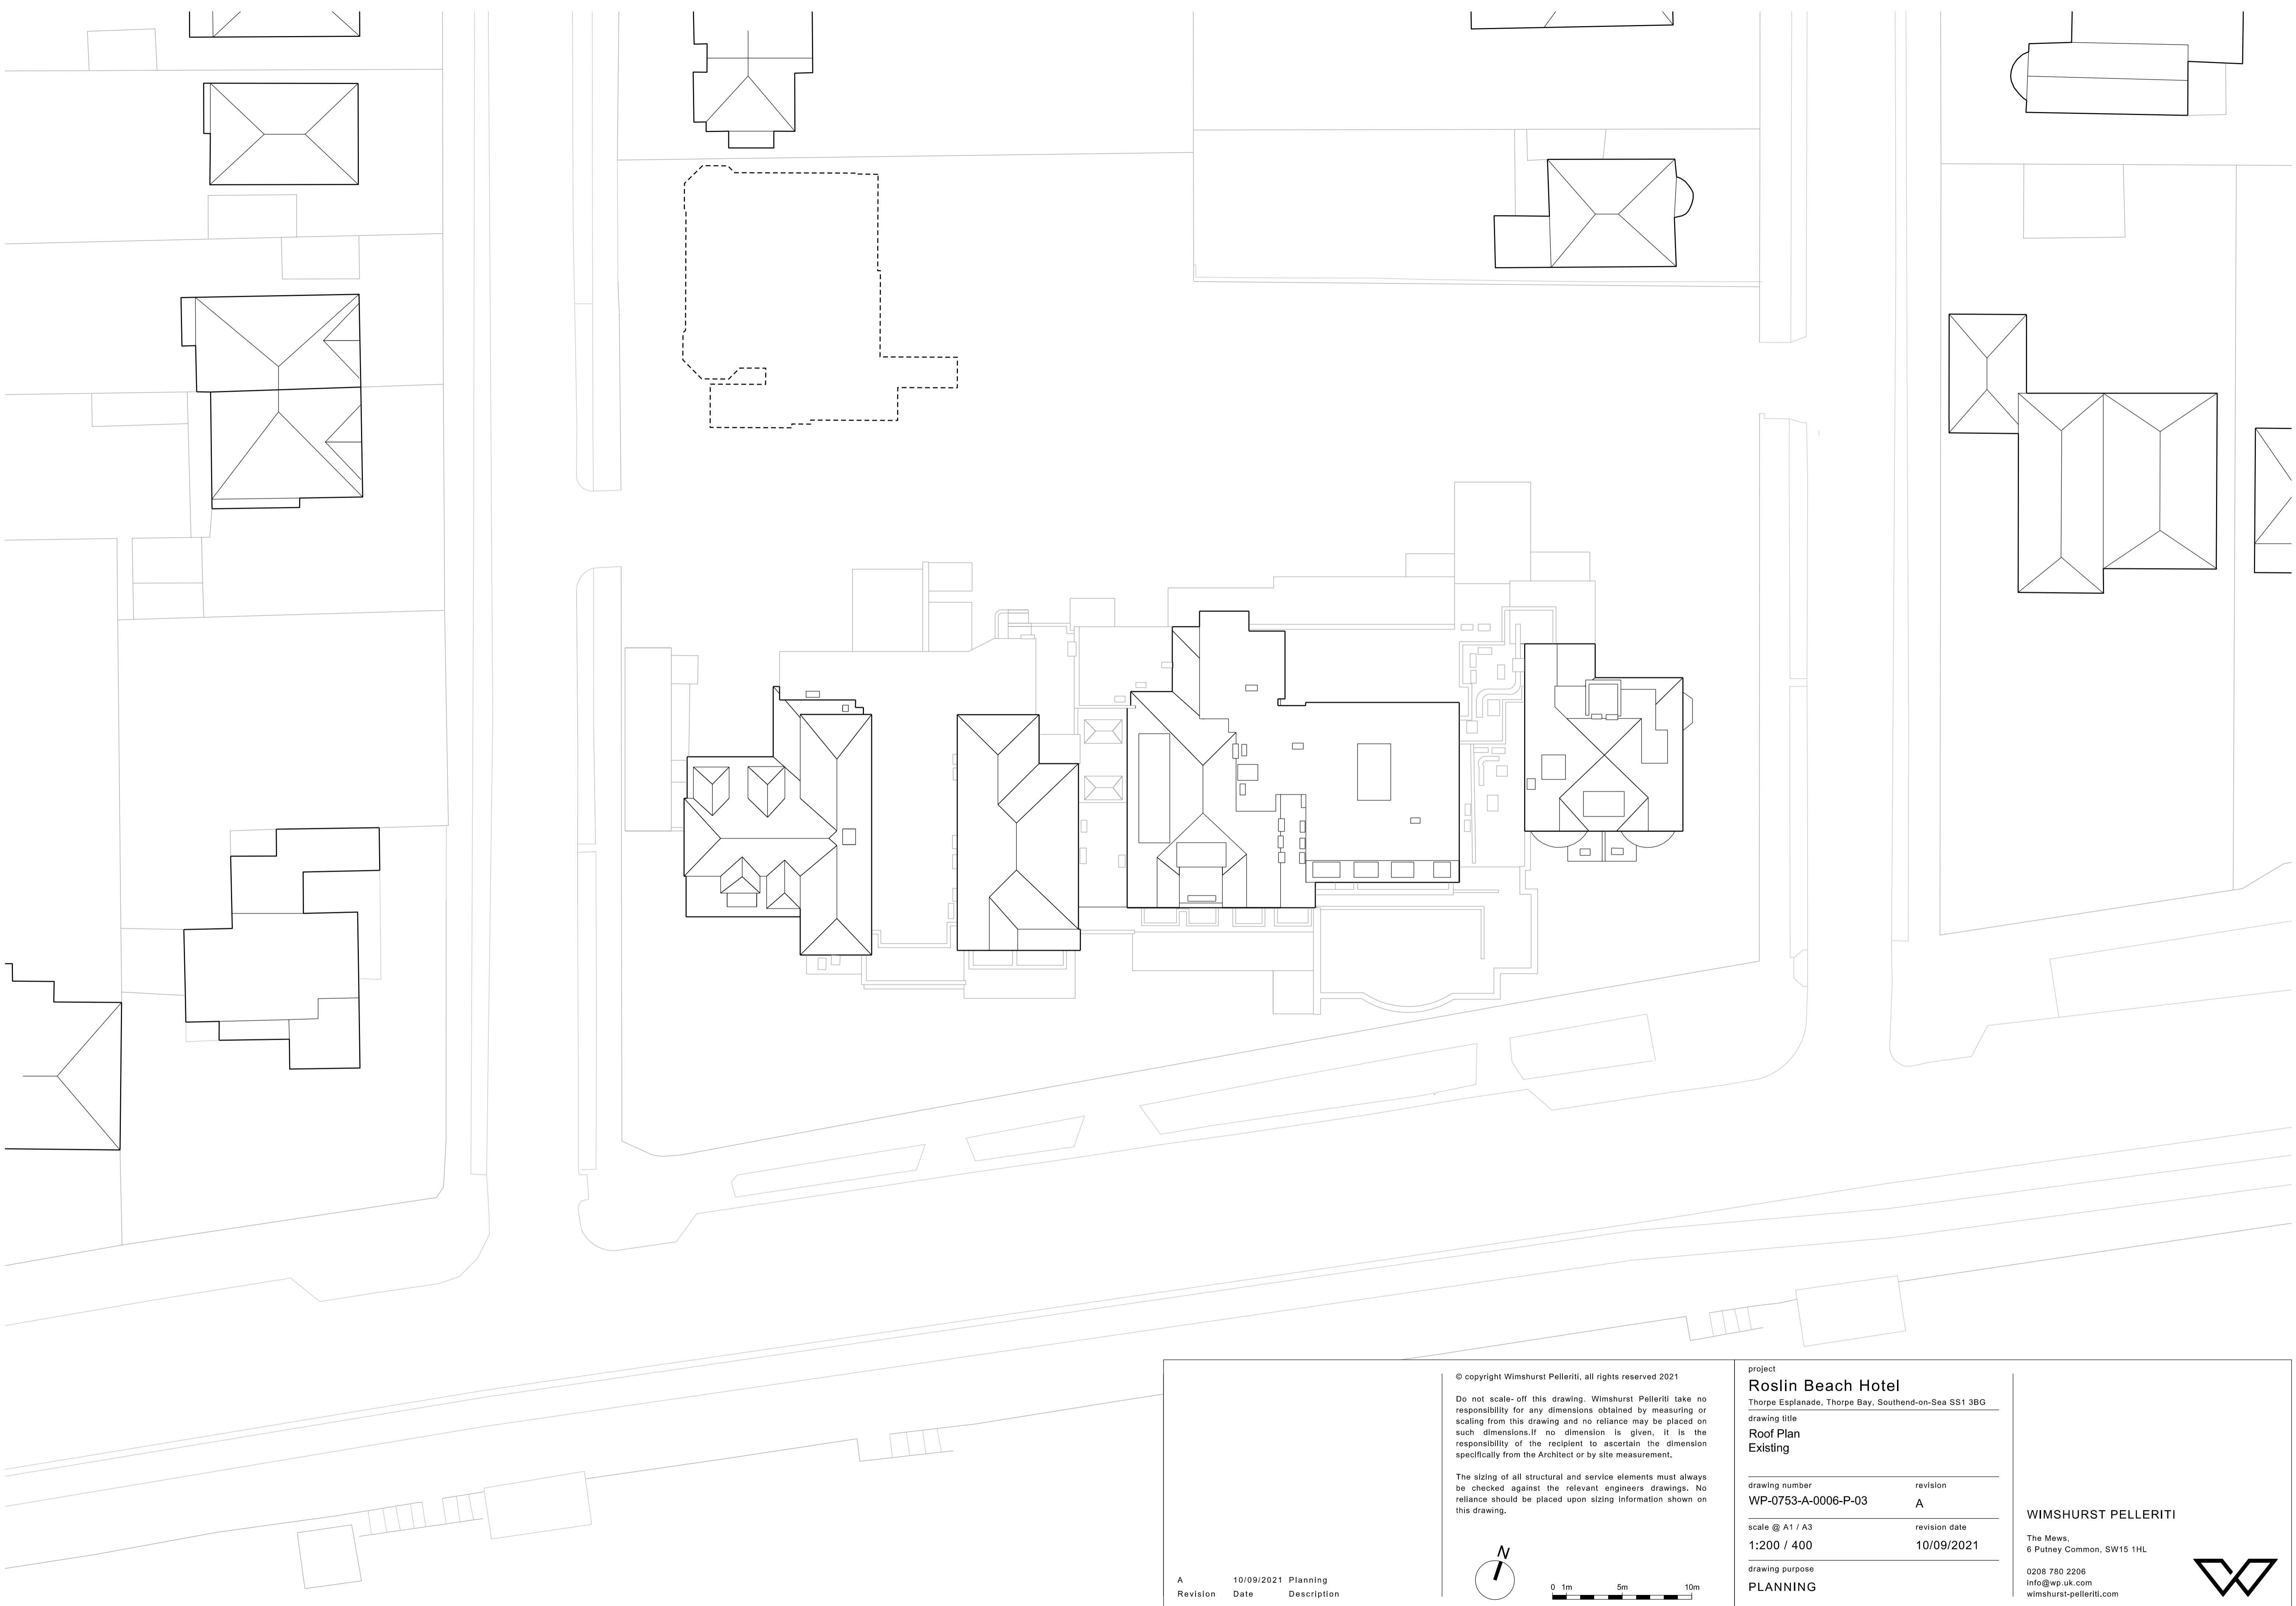 © copyright Wimshurst Pelleriti, all rights reserved 2021
Do not scale- off this drawing. Wimshurst Pelleriti take no
responsibility for any dimensions obtained by measuring or
scaling from this drawing and no reliance may be placed on
such dimensions.If no dimension is given, it is the
responsibility of the recipient to ascertain the dimension
specifically from the Architect or by site measurement.
The sizing of all structural and service elements must always
be checked against the relevant engineers drawings. No
reliance should be placed upon sizing information shown on
this drawing.
A 10/09/2021 Planning
Revision Date Description
N
0 1m 5m 10m
project
Roslin Beach Hotel
Thorpe Esplanade, Thorpe Bay, Southend-on-Sea SS1 3BG
drawing title
Roof Plan
Existing
drawing number revision
WP-0753-A-0006-P-03 A
scale @ A1 / A3 revision date
1:200 / 400 10/09/2021
drawing purpose
PLANNING
WIMSHURST PELLERITI
The Mews,
6 Putney Common, SW15 1HL
0208 780 2206
info@wp.uk.com
wimshurst-pelleriti.com